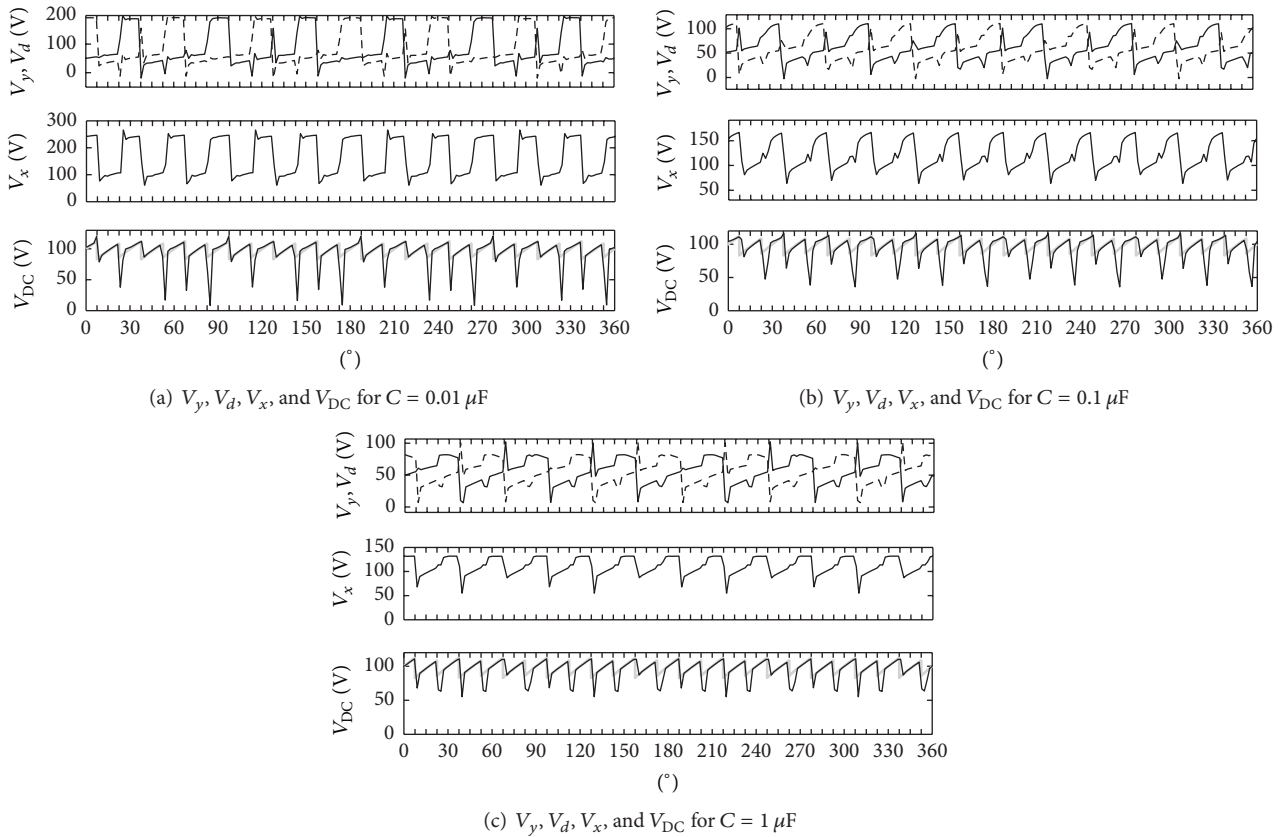 V_y, V_d (V)
200
100
0
V_x (V)
300
200
100
0
V_DC (V)
100
50
0
0 30 60 90 120 150 180 210 240 270 300 330 360
(°)
(a) V_y, V_d, V_x, and V_DC for C = 0.01 μF
V_y, V_d (V)
100
50
0
V_x (V)
150
100
50
V_DC (V)
100
50
0
0 30 60 90 120 150 180 210 240 270 300 330 360
(°)
(b) V_y, V_d, V_x, and V_DC for C = 0.1 μF
V_y, V_d (V)
100
50
0
V_x (V)
150
100
50
0
V_DC (V)
100
50
0
0 30 60 90 120 150 180 210 240 270 300 330 360
(°)
(c) V_y, V_d, V_x, and V_DC for C = 1 μF